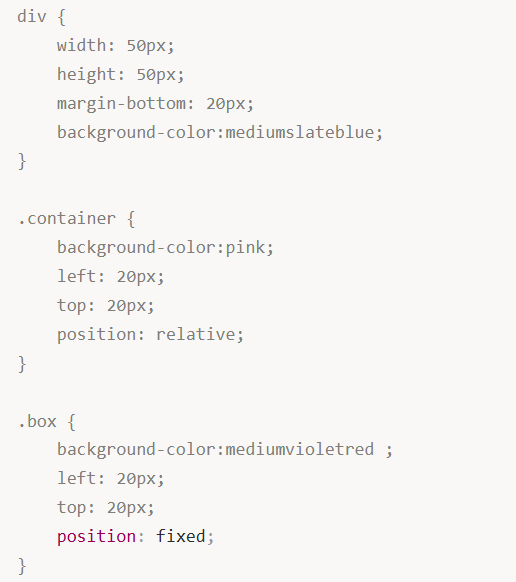 div {
    width: 50px;
    height: 50px;
    margin-bottom: 20px;
    background-color:mediumslateblue;
}

.container {
    background-color:pink;
    left: 20px;
    top: 20px;
    position: relative;
}

.box {
    background-color:mediumvioletred ;
    left: 20px;
    top: 20px;
    position: fixed;
}